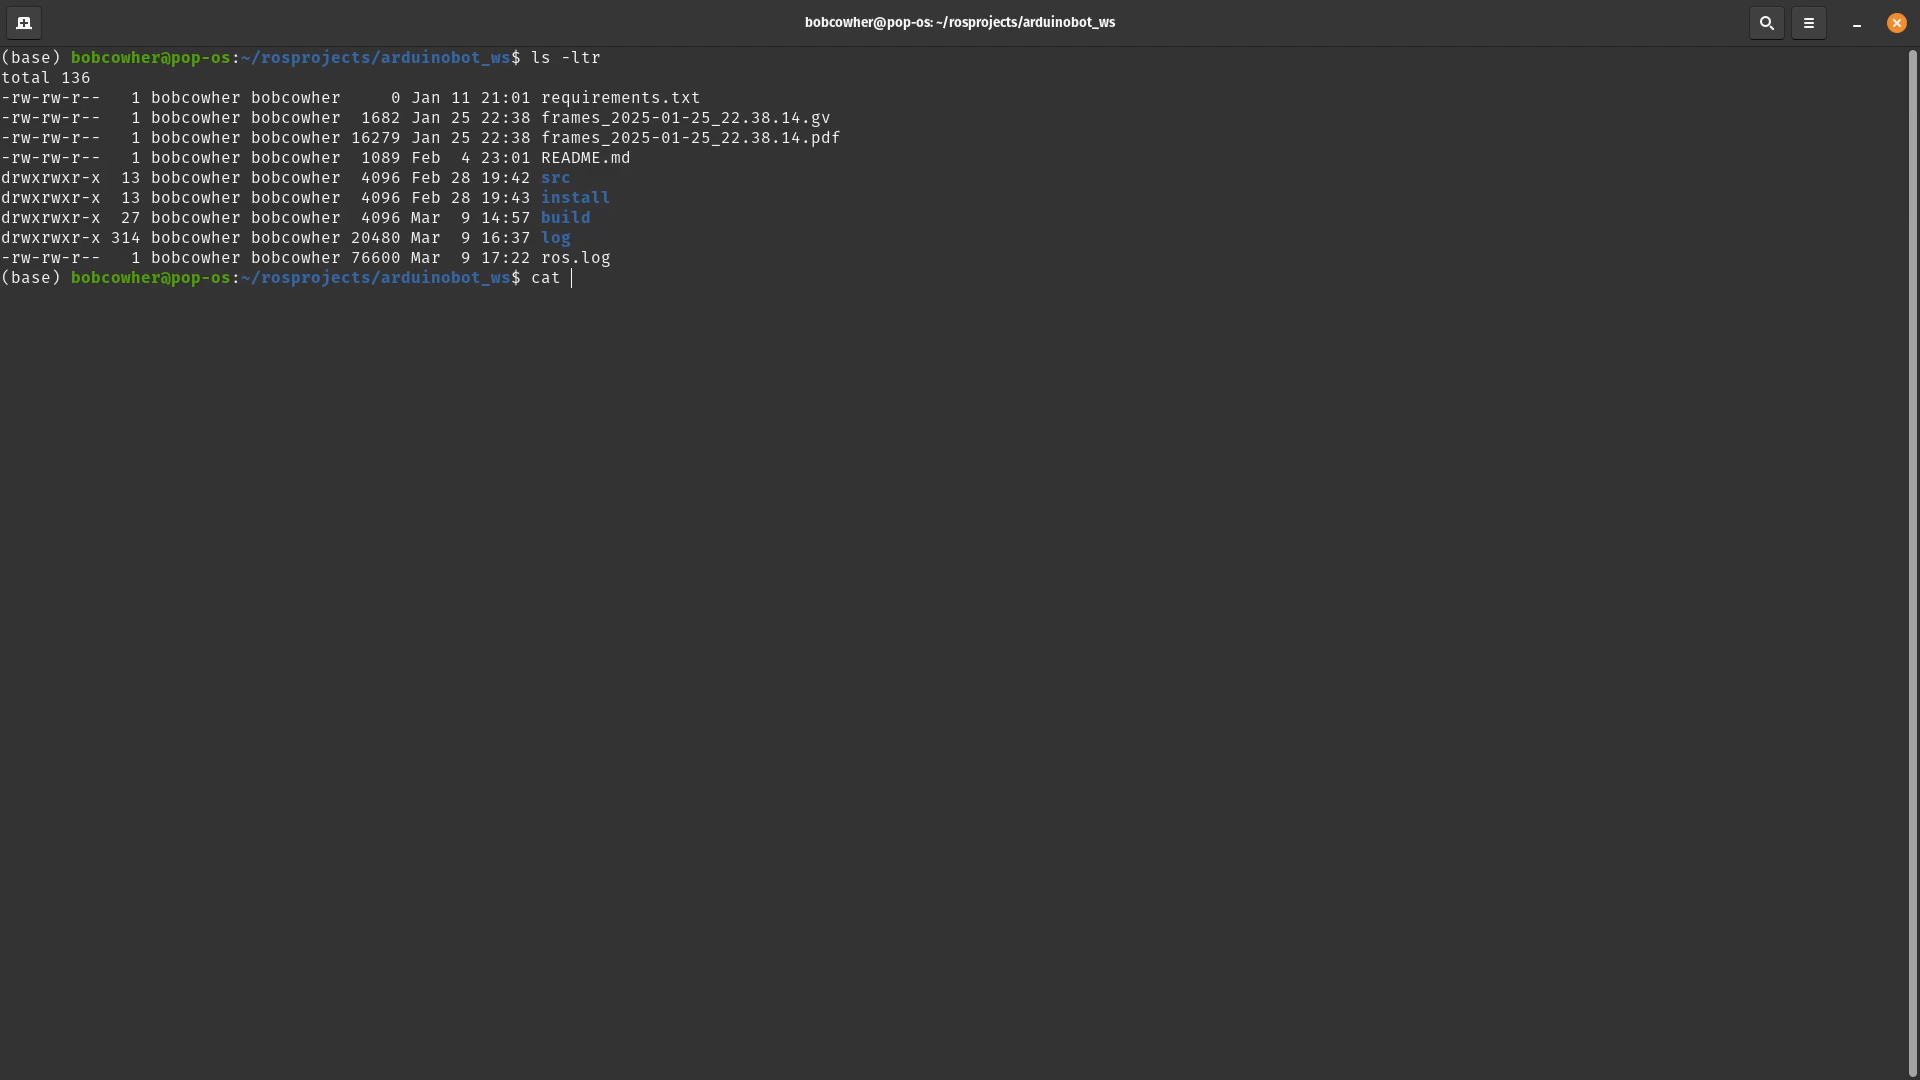 bobcowher@pop-os: ~/rosprojects/arduinobot_ws
(base) bobcowher@pop-os:~/rosprojects/arduinobot_ws$ ls -ltr
total 136
-rw-rw-r--   1 bobcowher bobcowher     0 Jan 11 21:01 requirements.txt
-rw-rw-r--   1 bobcowher bobcowher  1682 Jan 25 22:38 frames_2025-01-25_22.38.14.gv
-rw-rw-r--   1 bobcowher bobcowher 16279 Jan 25 22:38 frames_2025-01-25_22.38.14.pdf
-rw-rw-r--   1 bobcowher bobcowher  1089 Feb  4 23:01 README.md
drwxrwxr-x  13 bobcowher bobcowher  4096 Feb 28 19:42 src
drwxrwxr-x  13 bobcowher bobcowher  4096 Feb 28 19:43 install
drwxrwxr-x  27 bobcowher bobcowher  4096 Mar  9 14:57 build
drwxrwxr-x 314 bobcowher bobcowher 20480 Mar  9 16:37 log
-rw-rw-r--   1 bobcowher bobcowher 76600 Mar  9 17:22 ros.log
(base) bobcowher@pop-os:~/rosprojects/arduinobot_ws$ cat